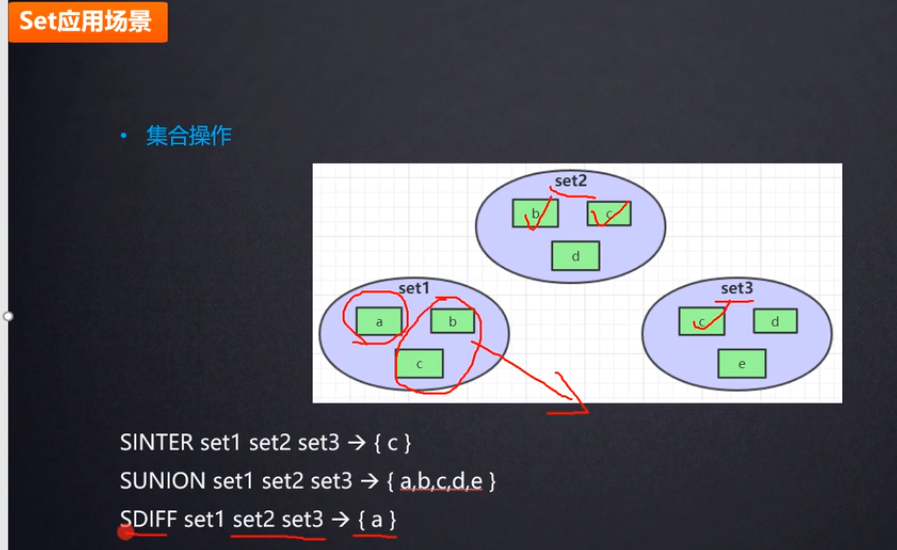 Set应用场景
• 集合操作
set2
b c
d
set1
a b
c
set3
c d
e
SINTER set1 set2 set3 → { c }
SUNION set1 set2 set3 → { a,b,c,d,e }
SDIFF set1 set2 set3 → { a }